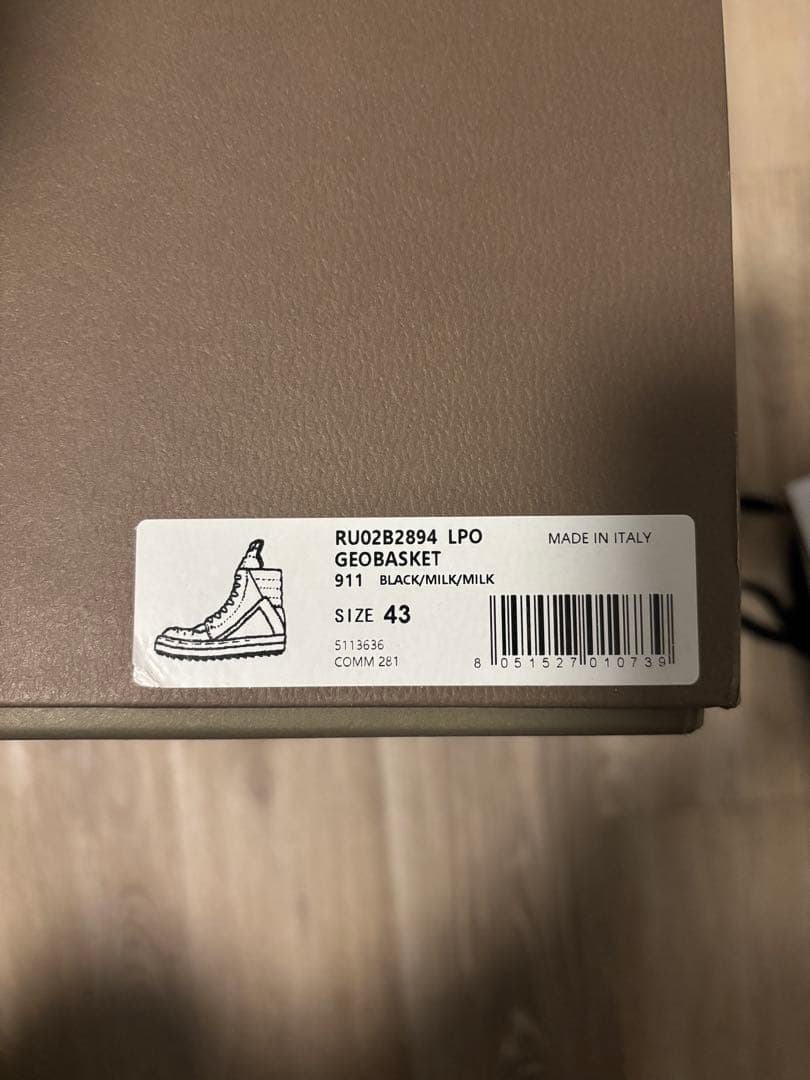 RU02B2894 LPO
GEOBASKET
911 BLACK/MILK/MILK
SIZE 43
5113636
COMM 281
MADE IN ITALY
8 051527 010739